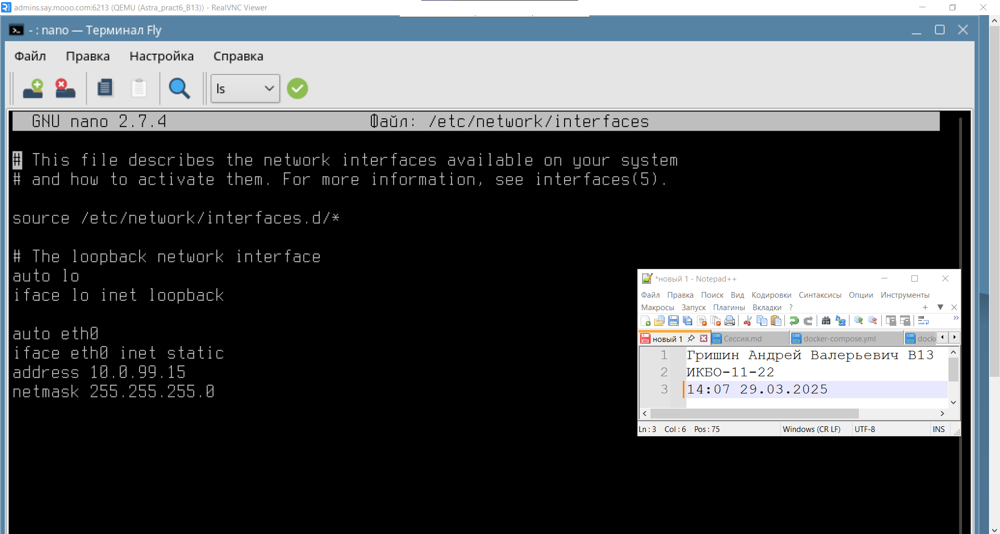 admins.say.mooo.com:6213 (QEMU (Astra_pract6_B13)) - RealVNC Viewer
- : nano — Терминал Fly
Файл Правка Настройка Справка
ls
GNU nano 2.7.4 Файл: /etc/network/interfaces
# This file describes the network interfaces available on your system
# and how to activate them. For more information, see interfaces(5).
source /etc/network/interfaces.d/*
# The loopback network interface
auto lo
iface lo inet loopback
auto eth0
iface eth0 inet static
address 10.0.99.15
netmask 255.255.255.0
*новый 1 - Notepad++
Файл Правка Поиск Вид Кодировки Синтаксисы Опции Инструменты
Макросы Запуск Плагины Вкладки ?
новый 1 Сессия.md docker-compose.yml docke
1 Гришин Андрей Валерьевич B13
2 ИКБО-11-22
3 14:07 29.03.2025
Ln : 3 Col : 6 Pos : 75 Windows (CR LF) UTF-8 INS